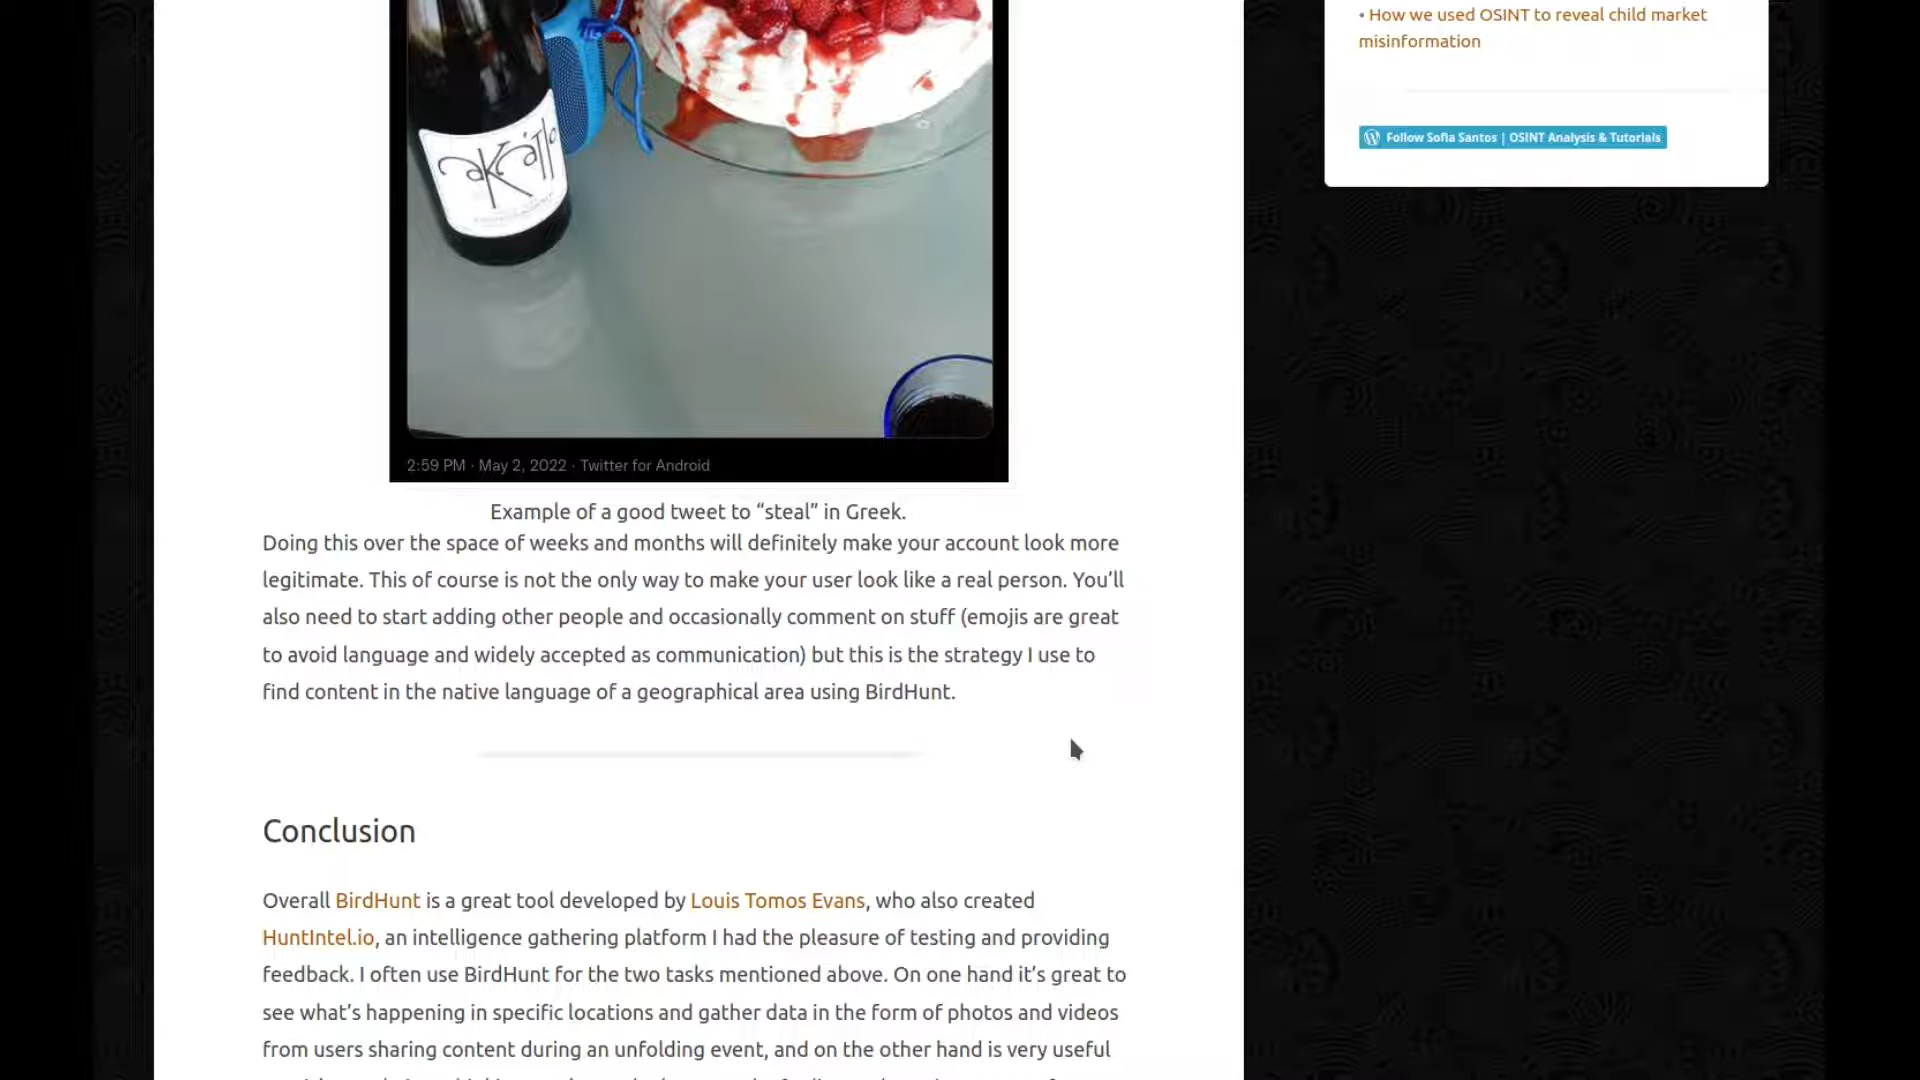 aKατλ
2:59 PM · May 2, 2022 · Twitter for Android
Example of a good tweet to “steal” in Greek.
Doing this over the space of weeks and months will definitely make your account look more
legitimate. This of course is not the only way to make your user look like a real person. You’ll
also need to start adding other people and occasionally comment on stuff (emojis are great
to avoid language and widely accepted as communication) but this is the strategy I use to
find content in the native language of a geographical area using BirdHunt.
Conclusion
Overall BirdHunt is a great tool developed by Louis Tomos Evans, who also created
HuntIntel.io, an intelligence gathering platform I had the pleasure of testing and providing
feedback. I often use BirdHunt for the two tasks mentioned above. On one hand it’s great to
see what’s happening in specific locations and gather data in the form of photos and videos
from users sharing content during an unfolding event, and on the other hand is very useful
• How we used OSINT to reveal child market
misinformation
Follow Sofia Santos | OSINT Analysis & Tutorials